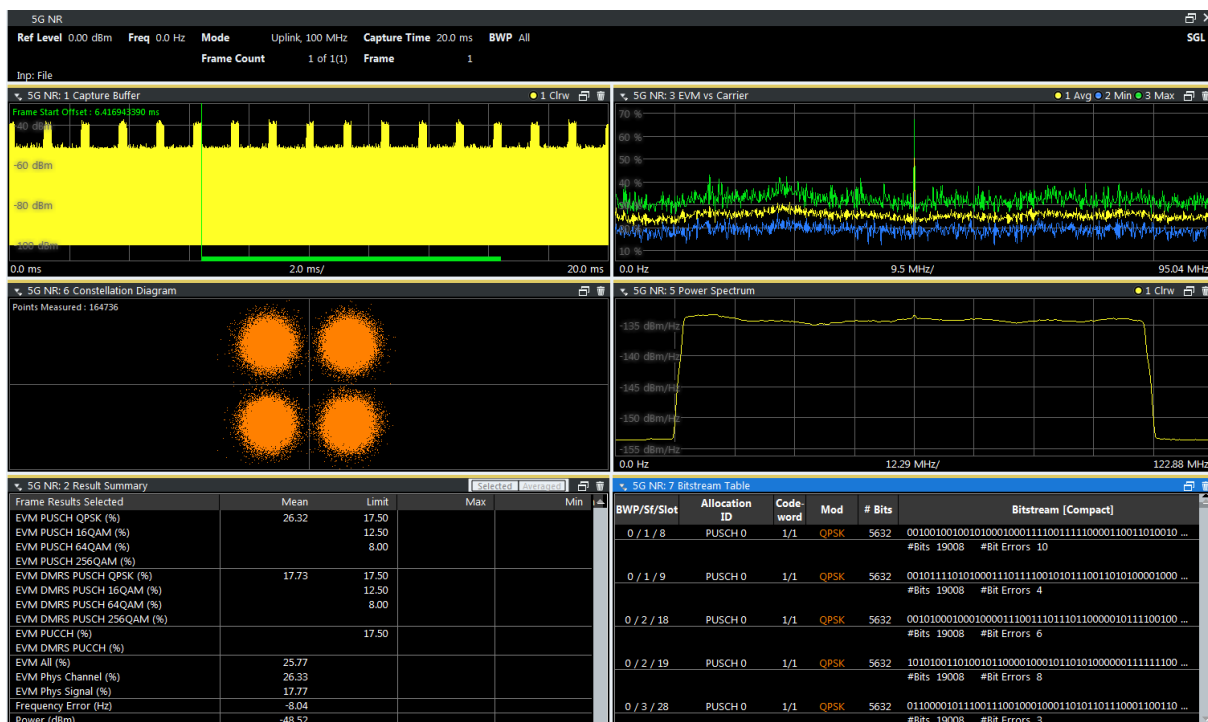 5G NR
Ref Level 0.00 dBm Freq 0.0 Hz Mode Uplink, 100 MHz Capture Time 20.0 ms BWP All SGL
Frame Count 1 of 1(1) Frame 1
Inp: File
5G NR: 1 Capture Buffer 1 Clrw
Frame Start Offset : 6.416943390 ms
-40 dBm
-60 dBm
-80 dBm
-100 dBm
0.0 ms 2.0 ms/ 20.0 ms
5G NR: 3 EVM vs Carrier 1 Avg 2 Min 3 Max
70 %
60 %
50 %
40 %
10 %
0.0 Hz 9.5 MHz/ 95.04 MHz
5G NR: 6 Constellation Diagram
Points Measured : 164736
5G NR: 5 Power Spectrum 1 Clrw
-135 dBm/Hz
-140 dBm/Hz
-145 dBm/Hz
-150 dBm/Hz
-155 dBm/Hz
0.0 Hz 12.29 MHz/ 122.88 MHz
5G NR: 2 Result Summary Selected Averaged
Frame Results Selected Mean Limit Max Min
EVM PUSCH QPSK (%) 26.32 17.50
EVM PUSCH 16QAM (%) 12.50
EVM PUSCH 64QAM (%) 8.00
EVM PUSCH 256QAM (%)
EVM DMRS PUSCH QPSK (%) 17.73 17.50
EVM DMRS PUSCH 16QAM (%) 12.50
EVM DMRS PUSCH 64QAM (%) 8.00
EVM DMRS PUSCH 256QAM (%)
EVM PUCCH (%) 17.50
EVM DMRS PUCCH (%)
EVM All (%) 25.77
EVM Phys Channel (%) 26.33
EVM Phys Signal (%) 17.77
Frequency Error (Hz) -8.04
Power (dBm) -48.52
5G NR: 7 Bitstream Table
BWP/Sf/Slot Allocation ID Code-word Mod # Bits Bitstream [Compact]
0 / 1 / 8 PUSCH 0 1/1 QPSK 5632
#Bits 19008 #Bit Errors 10
0 / 1 / 9 PUSCH 0 1/1 QPSK 5632
#Bits 19008 #Bit Errors 4
0 / 2 / 18 PUSCH 0 1/1 QPSK 5632
#Bits 19008 #Bit Errors 6
0 / 2 / 19 PUSCH 0 1/1 QPSK 5632
#Bits 19008 #Bit Errors 8
0 / 3 / 28 PUSCH 0 1/1 QPSK 5632
#Bits 19008 #Bit Errors 3